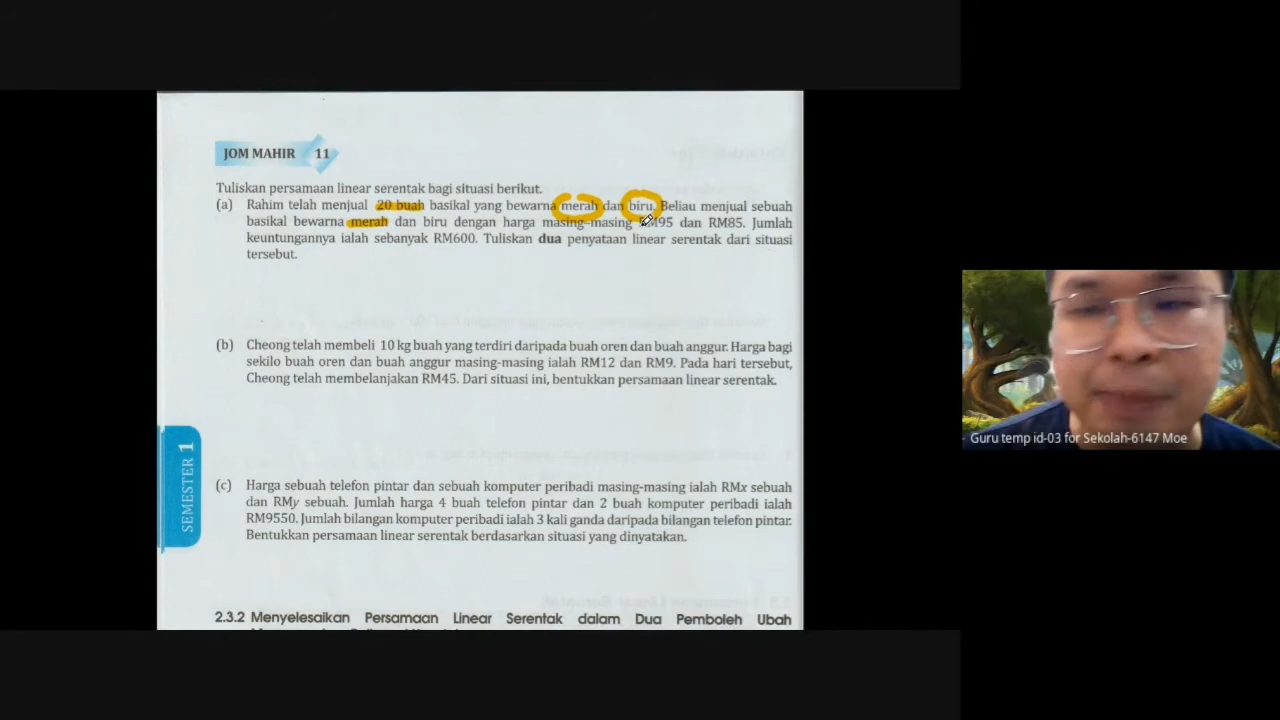 JOM MAHIR 11
Tuliskan persamaan linear serentak bagi situasi berikut.
(a) Rahim telah menjual 20 buah basikal yang bewarna merah dan biru. Beliau menjual sebuah
basikal bewarna merah dan biru dengan harga masing-masing RM95 dan RM85. Jumlah
keuntungannya ialah sebanyak RM600. Tuliskan dua penyataan linear serentak dari situasi
tersebut.
(b) Cheong telah membeli 10 kg buah yang terdiri daripada buah oren dan buah anggur. Harga bagi
sekilo buah oren dan buah anggur masing-masing ialah RM12 dan RM9. Pada hari tersebut,
Cheong telah membelanjakan RM45. Dari situasi ini, bentukkan persamaan linear serentak.
(c) Harga sebuah telefon pintar dan sebuah komputer peribadi masing-masing ialah RMx sebuah
dan RMy sebuah. Jumlah harga 4 buah telefon pintar dan 2 buah komputer peribadi ialah
RM9550. Jumlah bilangan komputer peribadi ialah 3 kali ganda daripada bilangan telefon pintar.
Bentukkan persamaan linear serentak berdasarkan situasi yang dinyatakan.
SEMESTER 1
2.3.2 Menyelesaikan Persamaan Linear Serentak dalam Dua Pemboleh Ubah
Guru temp id-03 for Sekolah-6147 Moe